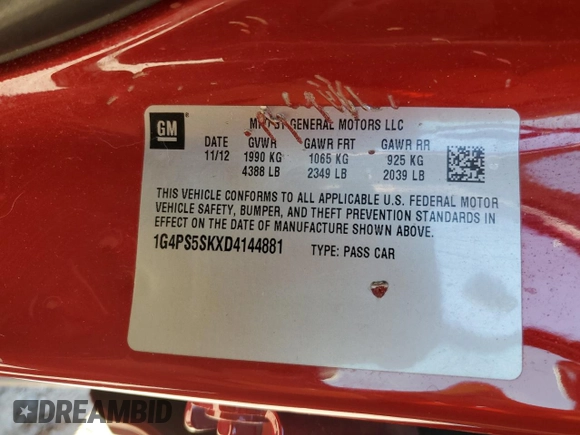 GM
GENERAL MOTORS LLC
DATE GVWR GAWR FRT GAWR RR
11/12 1990 KG 1065 KG 925 KG
4388 LB 2349 LB 2039 LB
THIS VEHICLE CONFORMS TO ALL APPLICABLE U.S. FEDERAL MOTOR
VEHICLE SAFETY, BUMPER, AND THEFT PREVENTION STANDARDS IN
EFFECT ON THE DATE OF MANUFACTURE SHOWN ABOVE.
1G4PS5SKXD4144881 TYPE: PASS CAR
DREAMBID